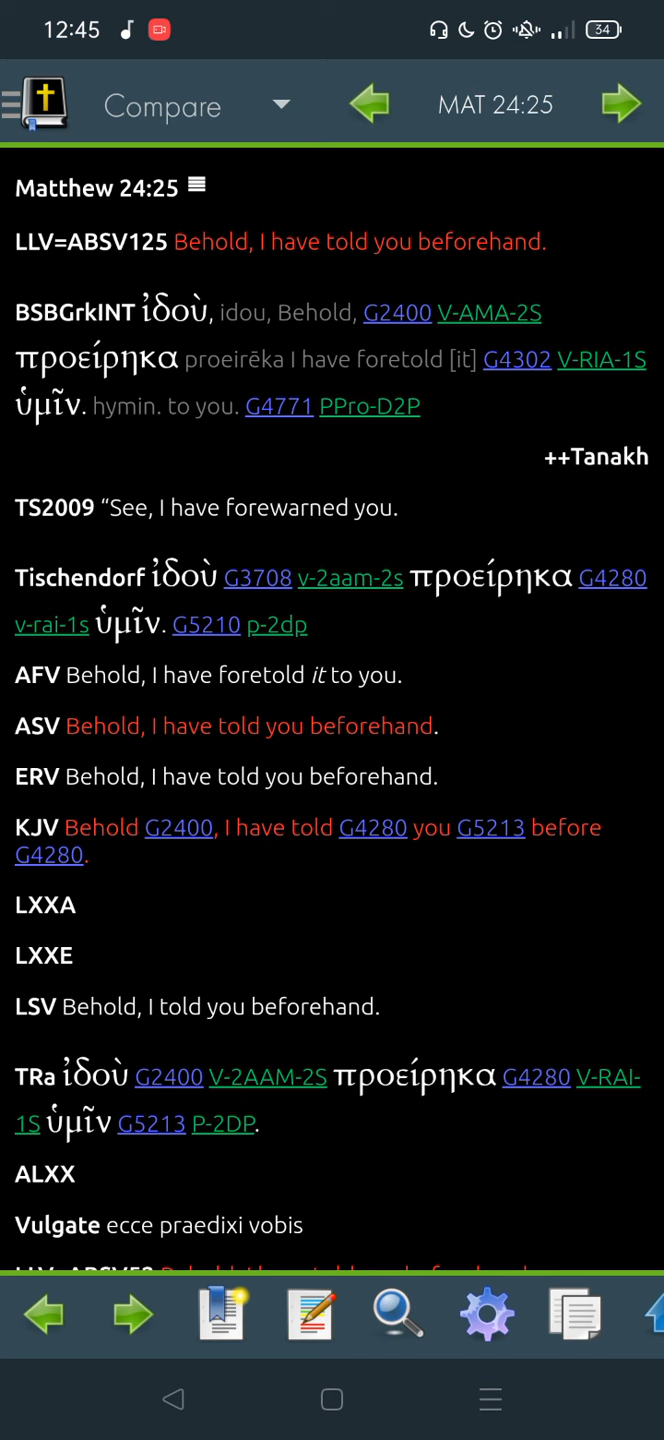 12:45
34
Compare
MAT 24:25
Matthew 24:25
LLV=ABSV125 Behold, I have told you beforehand.
BSBGrkINT ἰδοὺ, idou, Behold, G2400 V-AMA-2S
προείρηκα proeirēka I have foretold [it] G4302 V-RIA-1S
ὑμῖν. hymin. to you. G4771 PPro-D2P
++Tanakh
TS2009 “See, I have forewarned you.
Tischendorf ἰδοὺ G3708 v-2aam-2s προείρηκα G4280
v-rai-1s ὑμῖν. G5210 p-2dp
AFV Behold, I have foretold it to you.
ASV Behold, I have told you beforehand.
ERV Behold, I have told you beforehand.
KJV Behold G2400, I have told G4280 you G5213 before
G4280.
LXXA
LXXE
LSV Behold, I told you beforehand.
TRa ἰδοὺ G2400 V-2AAM-2S προείρηκα G4280 V-RAI-
1S ὑμῖν G5213 P-2DP.
ALXX
Vulgate ecce praedixi vobis